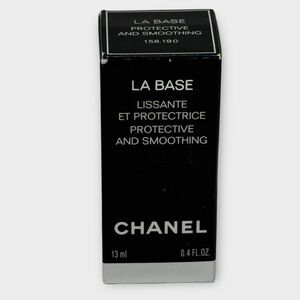 LA BASE
PROTECTIVE
AND SMOOTHING
158.190
LA BASE
LISSANTE
ET PROTECTRICE
PROTECTIVE
AND SMOOTHING
CHANEL
13 ml 0.4 FL.OZ.